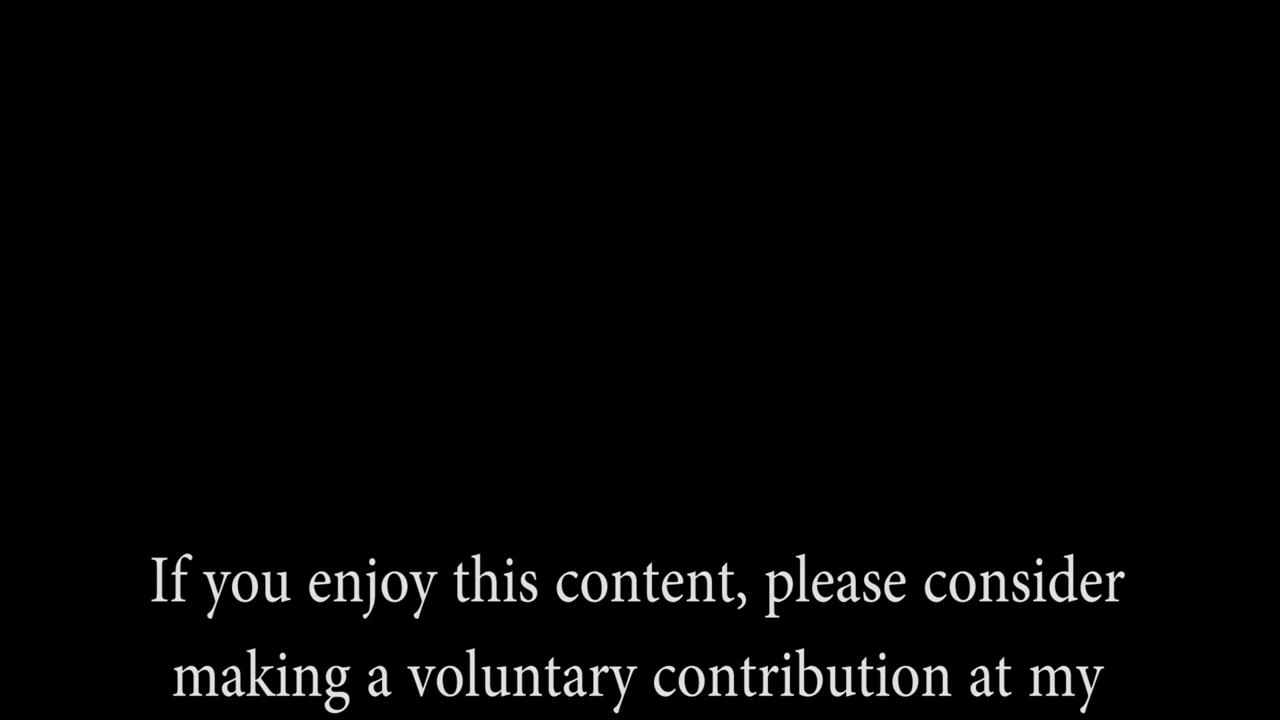 If you enjoy this content, please consider
making a voluntary contribution at my